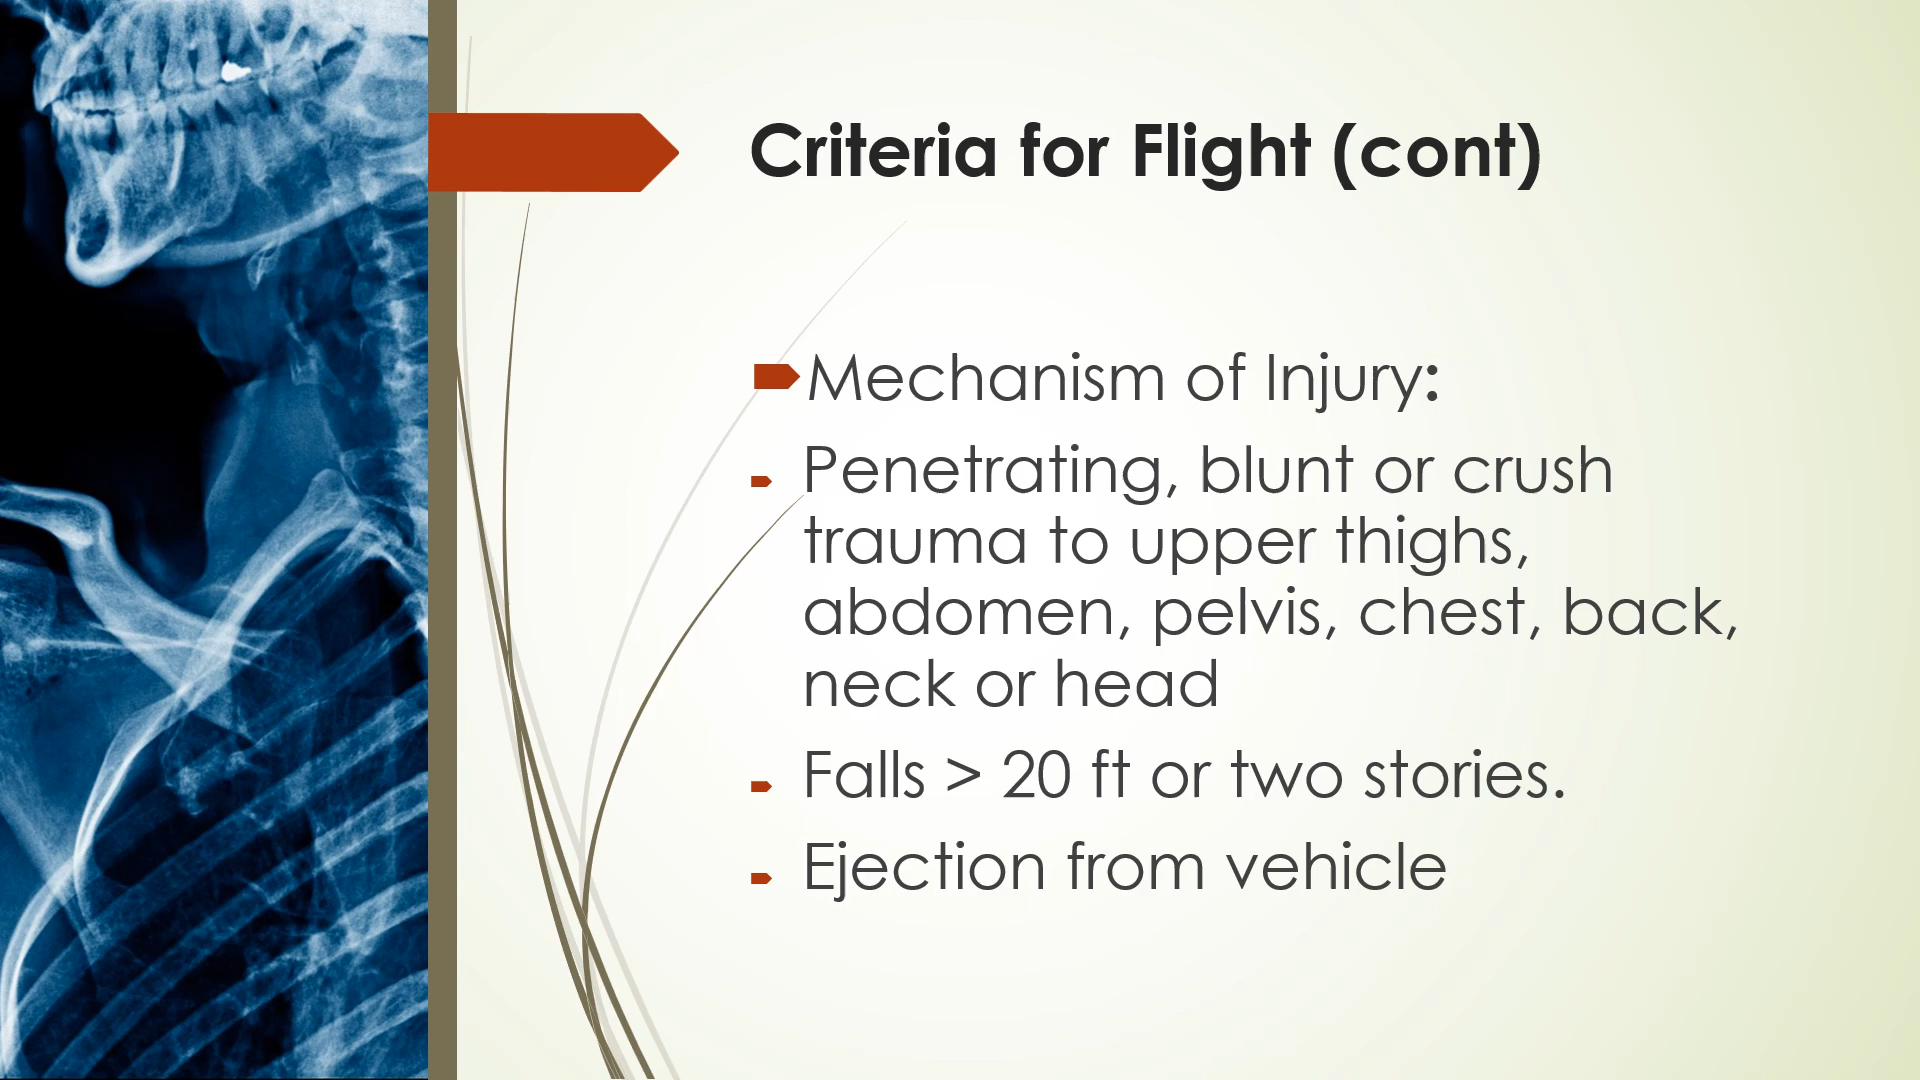 Criteria for Flight (cont)
Mechanism of Injury:
Penetrating, blunt or crush
trauma to upper thighs,
abdomen, pelvis, chest, back,
neck or head
Falls > 20 ft or two stories.
Ejection from vehicle